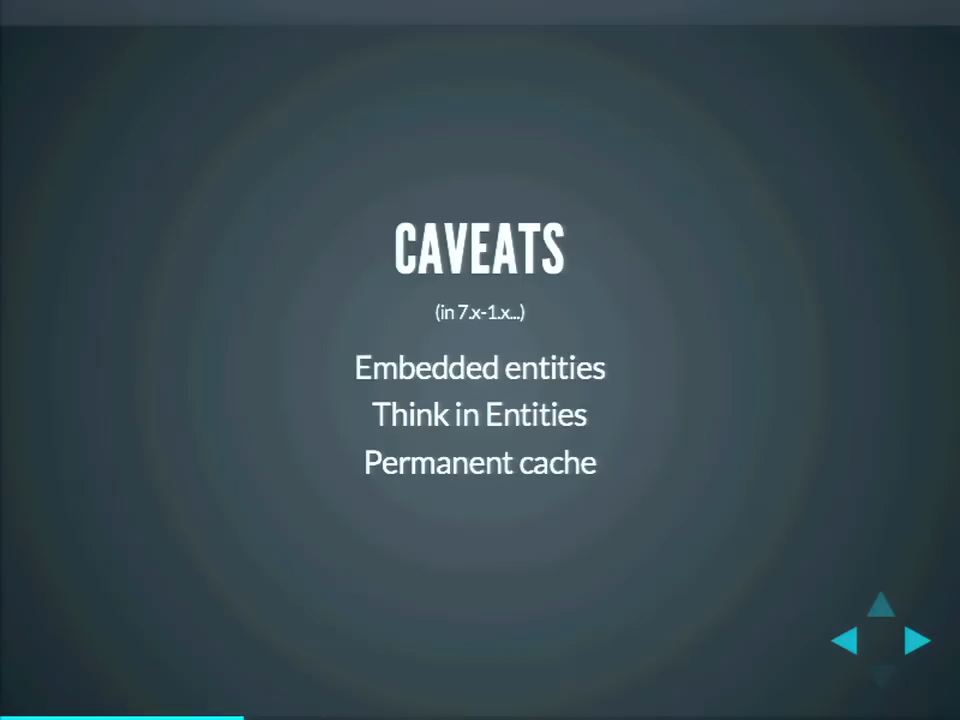 CAVEATS
(in 7.x-1.x...)
Embedded entities
Think in Entities
Permanent cache